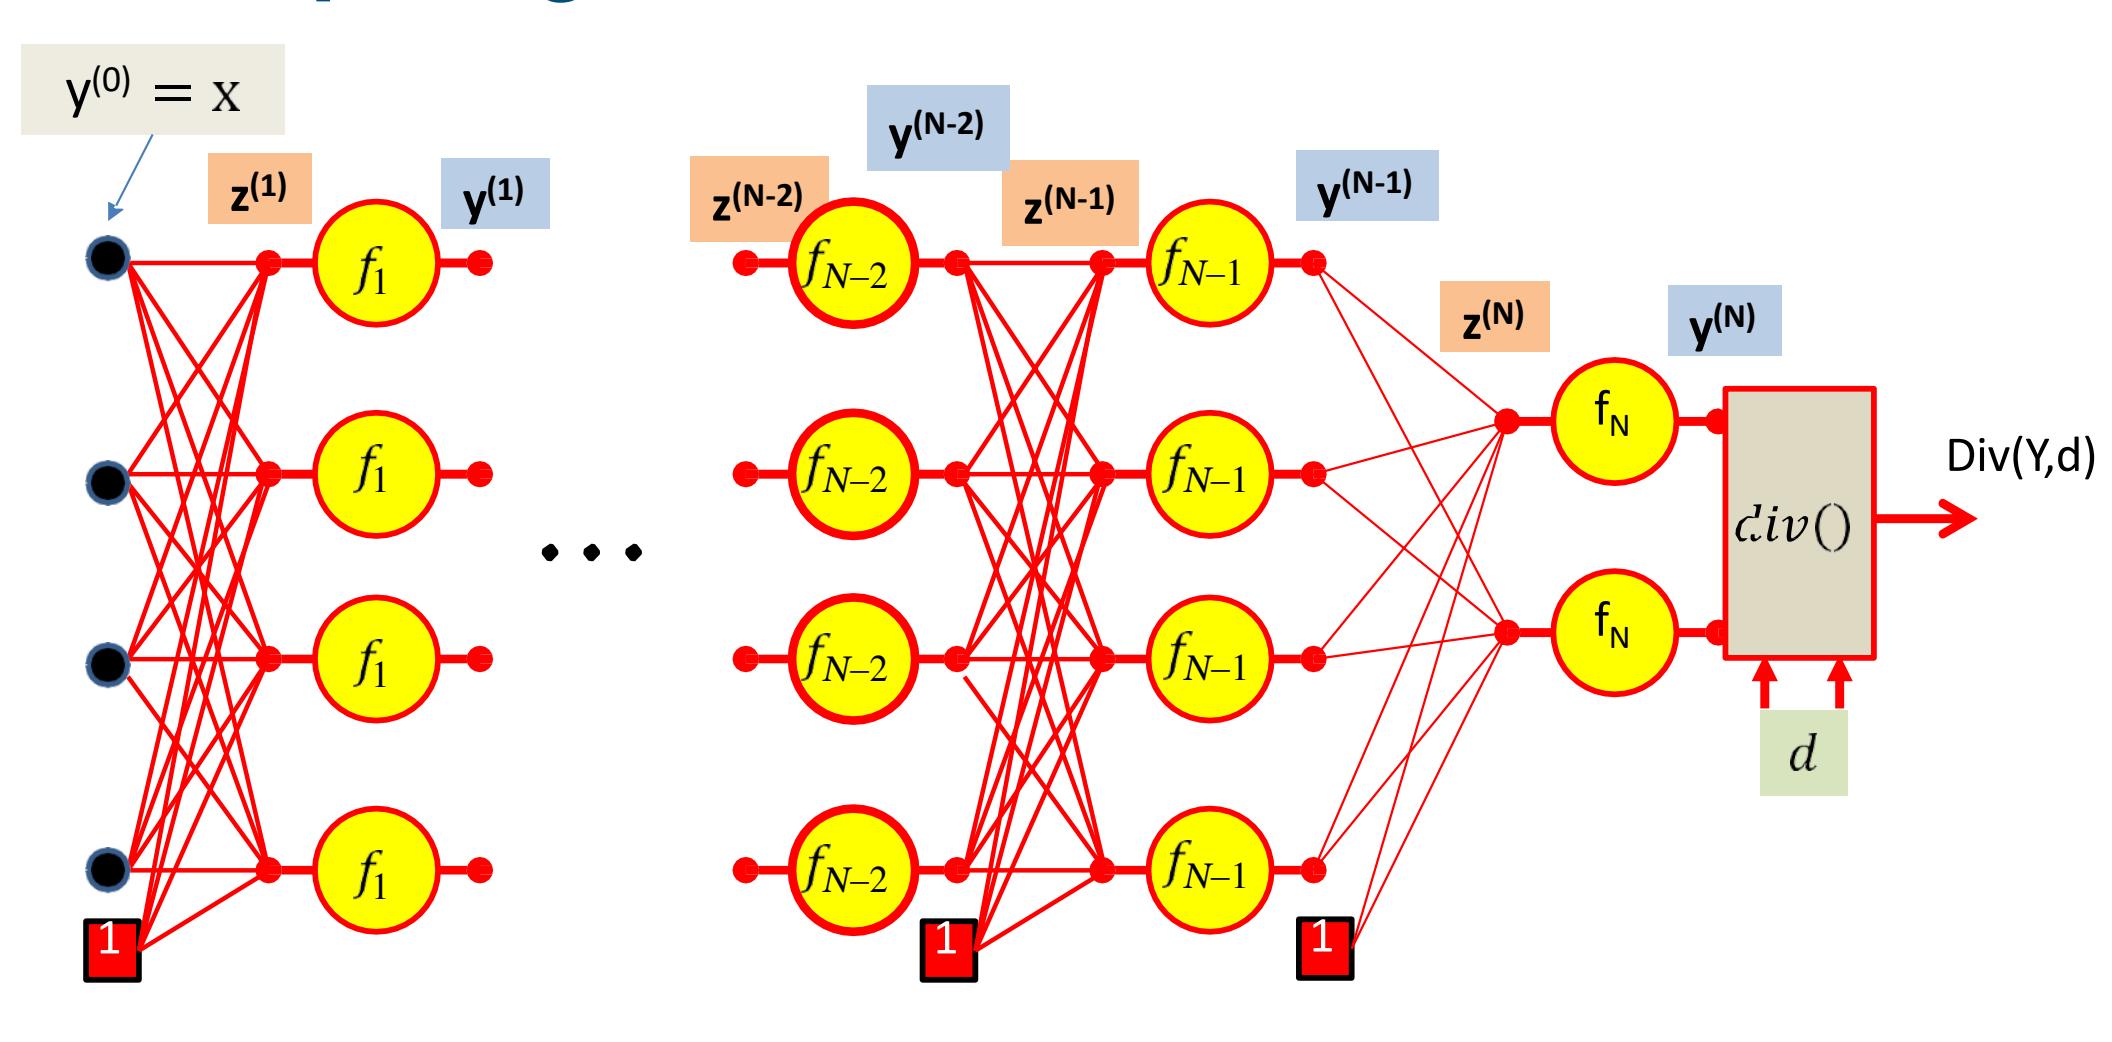 y^(0) = x
z^(1)
y^(1)
z^(N-2)
y^(N-2)
z^(N-1)
y^(N-1)
z^(N)
y^(N)
f_1
f_{N–2}
f_{N–1}
f_N
f_1
f_{N–2}
f_{N–1}
div()
Div(Y,d)
f_1
f_{N–2}
f_{N–1}
f_N
d
f_1
f_{N–2}
f_{N–1}
1
1
1